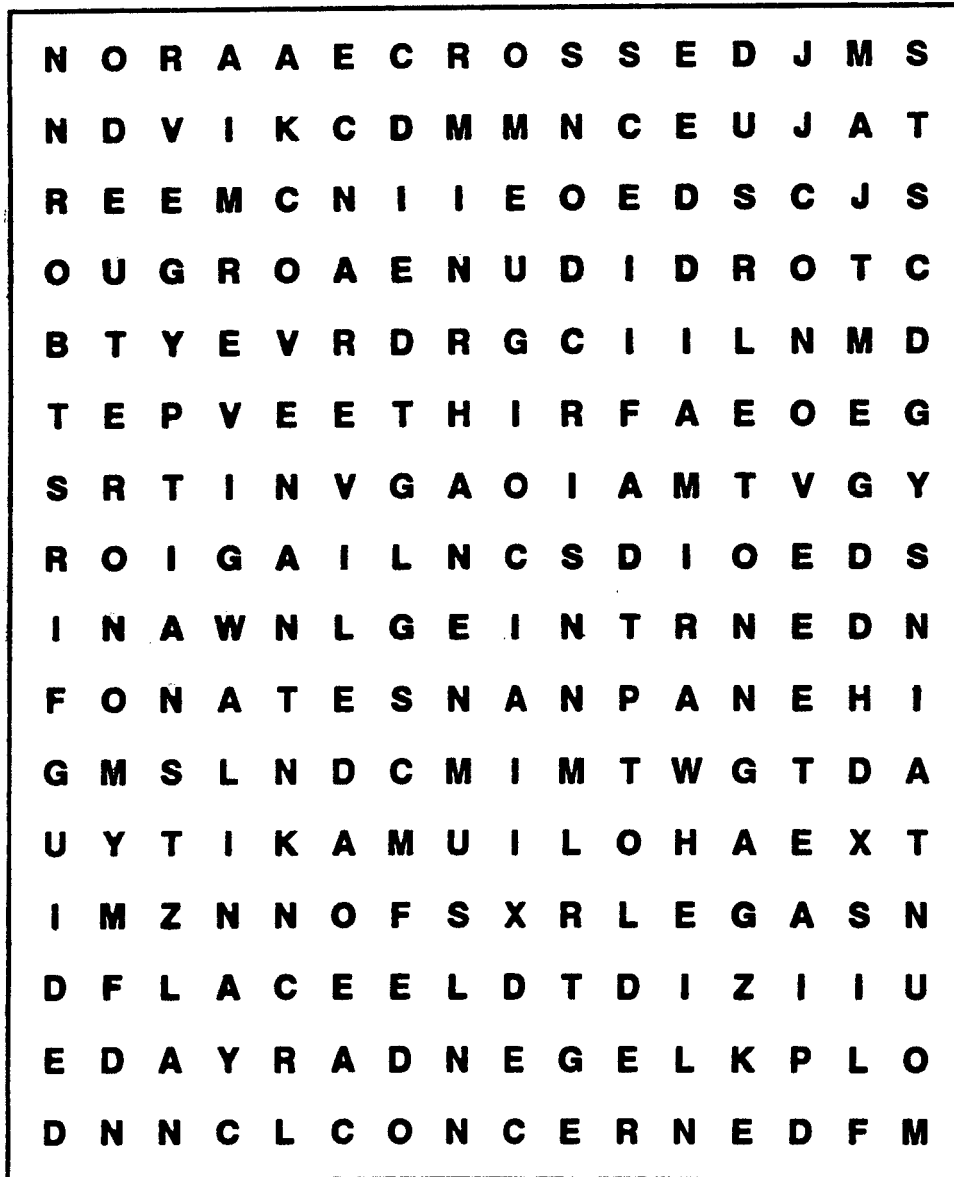 N O R A A E C R O S S E D J M S
N D V I K C D M M N C E U J A T
R E E M C N I I E O E D S C J S
O U G R O A E N U D I D R O T C
B T Y E V R D R G C I I L N M D
T E P V E E T H I R F A E O E G
S R T I N V G A O I A M T V G Y
R O I G A I L N C S D I O E D S
I N A W N L G E I N T R N E D N
F O N A T E S N A N P A N E H I
G M S L N D C M I M T W G T D A
U Y T I K A M U I L O H A E X T
I M Z N N O F S X R L E G A S N
D F L A C E E L D T D I Z I I U
E D A Y R A D N E G E L K P L O
D N N C L C O N C E R N E D F M